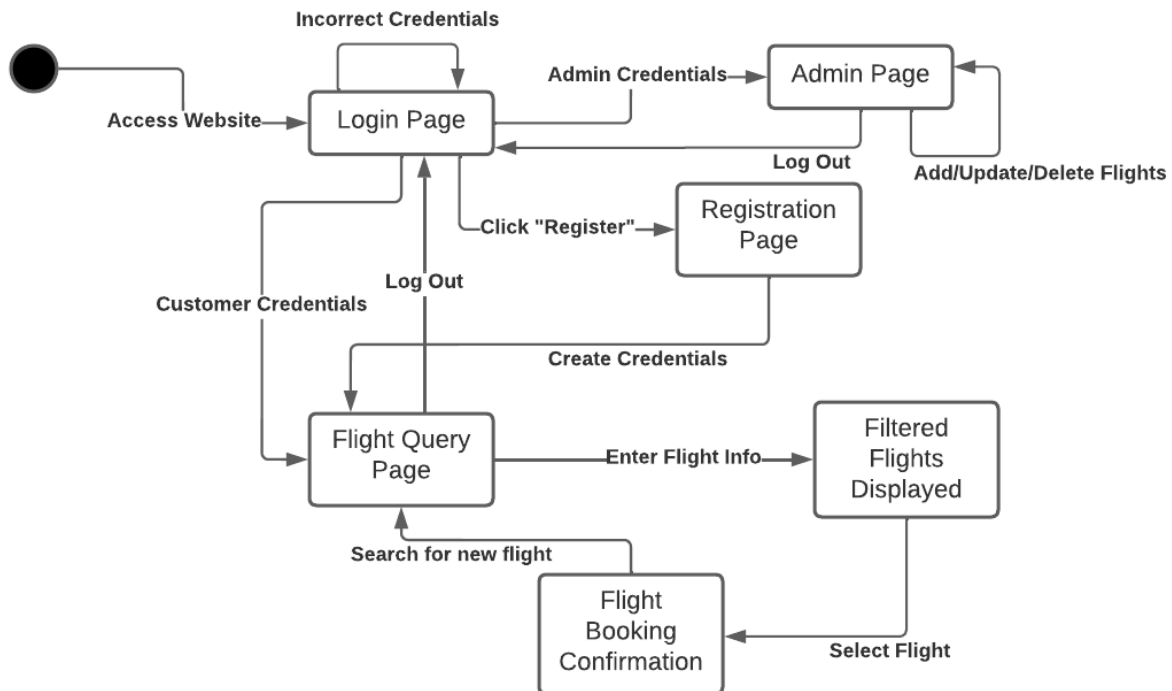 Incorrect Credentials
Admin Credentials
Admin Page
Access Website
Login Page
Log Out
Add/Update/Delete Flights
Click "Register"
Registration
Page
Log Out
Customer Credentials
Create Credentials
Flight Query
Page
Enter Flight Info
Filtered
Flights
Displayed
Search for new flight
Flight
Booking
Confirmation
Select Flight